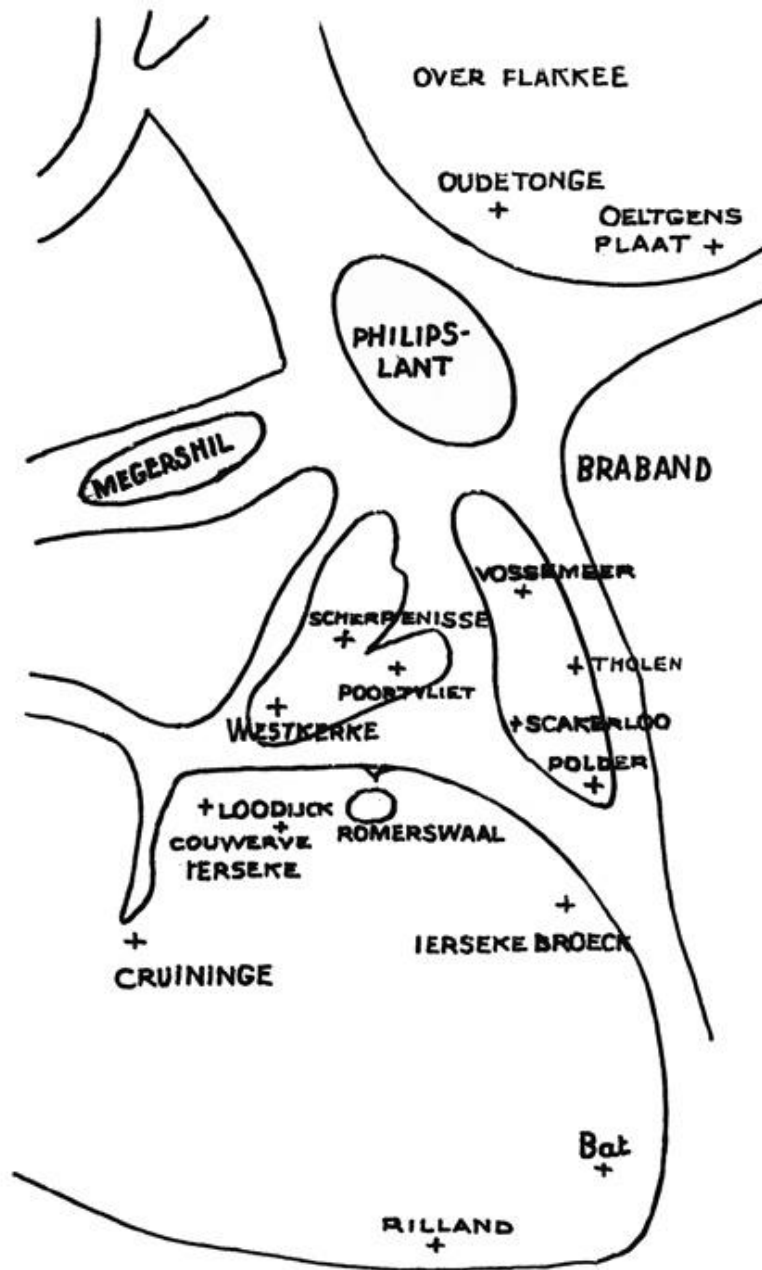 OVER FLAKKEE
OUDETONGE
OELTGENS
PLAAT
PHILIPS-
LANT
MEGERSHIL
BRABAND
VOSSEMEER
SCHERPENISSE
THOLEN
POORTVLIET
WESTKERKE
SCAKERLOO
POLDER
LOODIJCK
ROMERSWAAL
COUWERVE
IERSEKE
IERSEKE BROECK
CRUININGE
Bat
RILLAND